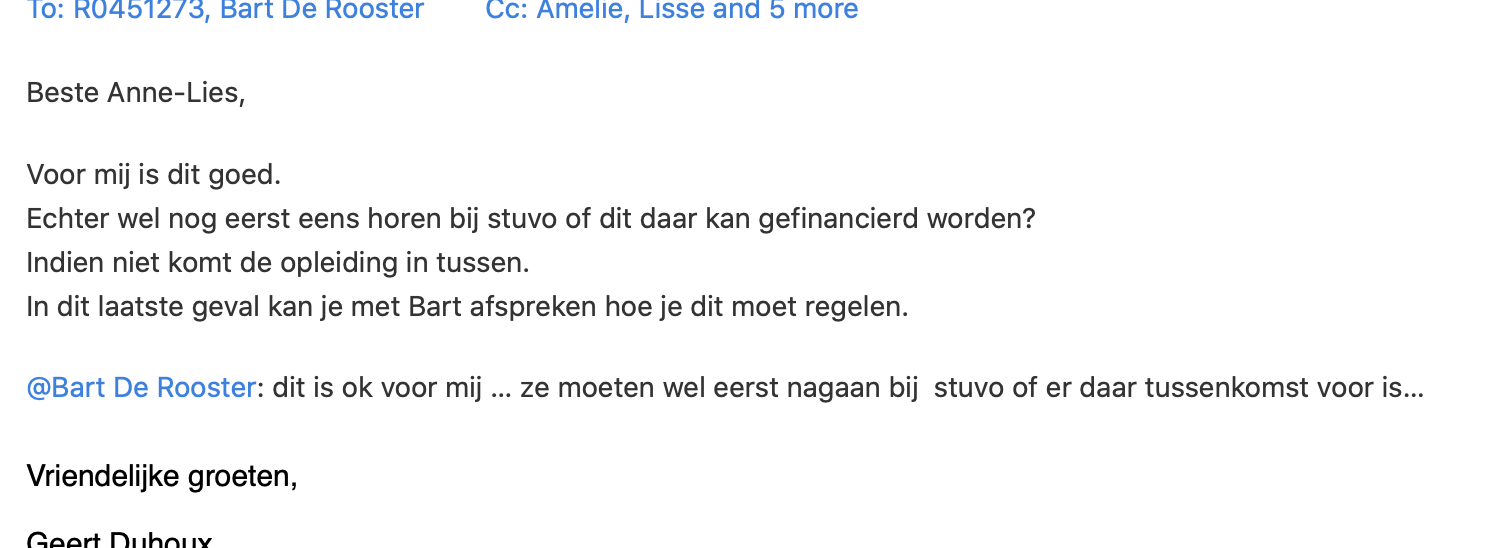 To: R0451273, Bart De Rooster Cc: Amelie, Lisse and 5 more
Beste Anne-Lies,
Voor mij is dit goed.
Echter wel nog eerst eens horen bij stuvo of dit daar kan gefinancierd worden?
Indien niet komt de opleiding in tussen.
In dit laatste geval kan je met Bart afspreken hoe je dit moet regelen.
@Bart De Rooster: dit is ok voor mij ... ze moeten wel eerst nagaan bij  stuvo of er daar tussenkomst voor is...
Vriendelijke groeten,
Geert Duhoux